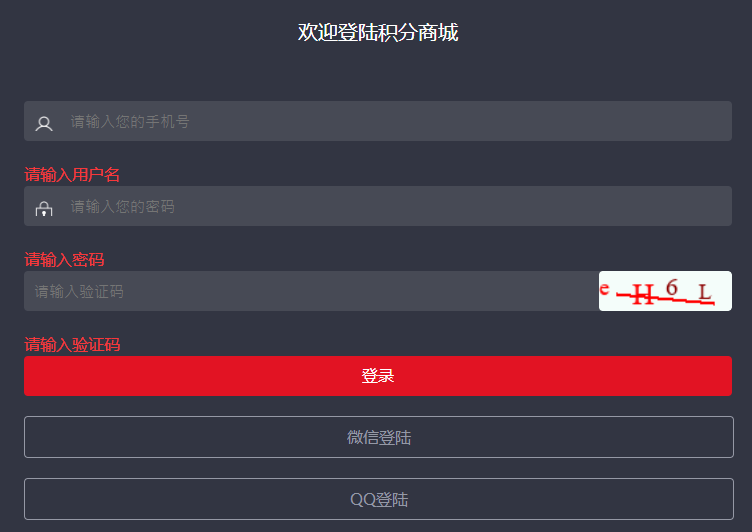 欢迎登陆积分商城
请输入您的手机号
请输入用户名
请输入您的密码
请输入密码
请输入验证码
e H 6 L
请输入验证码
登录
微信登陆
QQ登陆